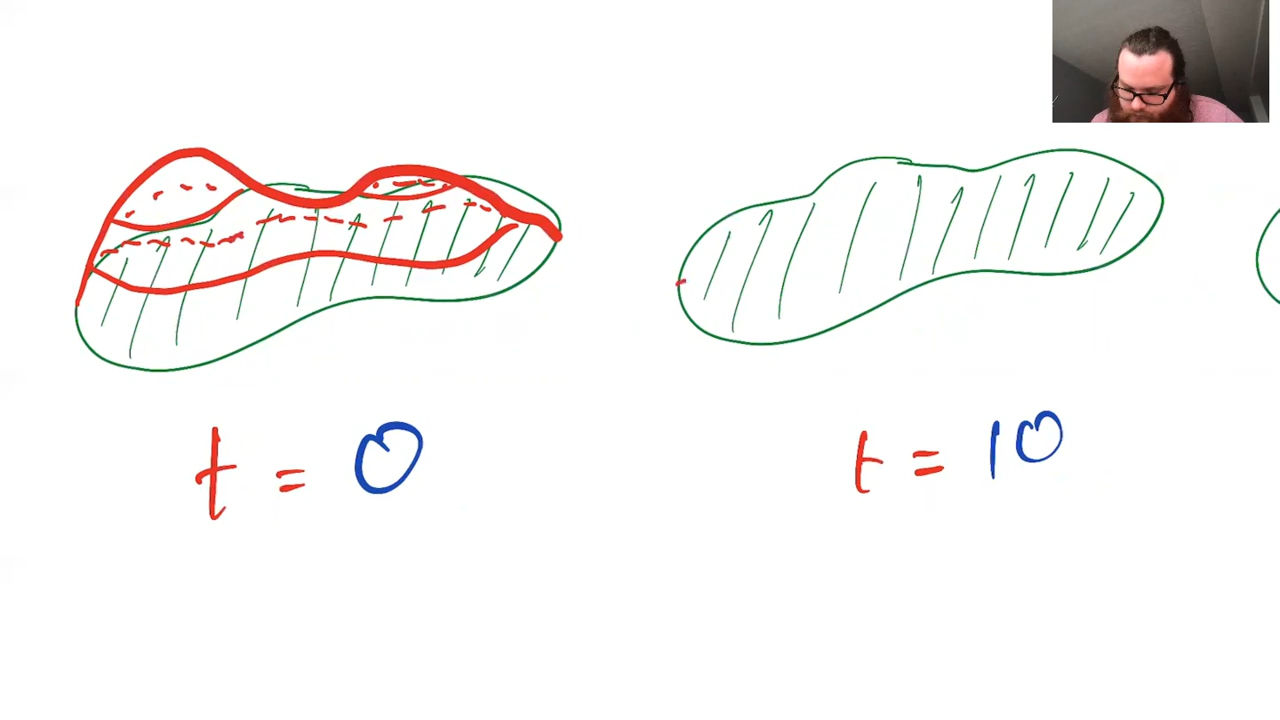 t = 0
t = 10